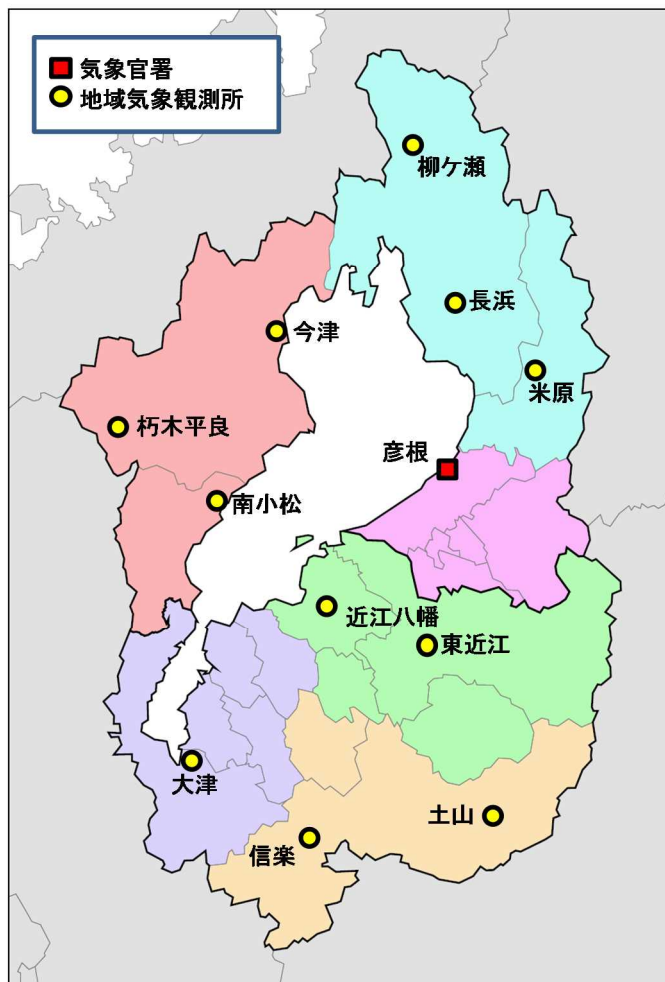 気象官署
地域気象観測所
柳ケ瀬
長浜
今津
米原
朽木平良
彦根
南小松
近江八幡
東近江
大津
土山
信楽